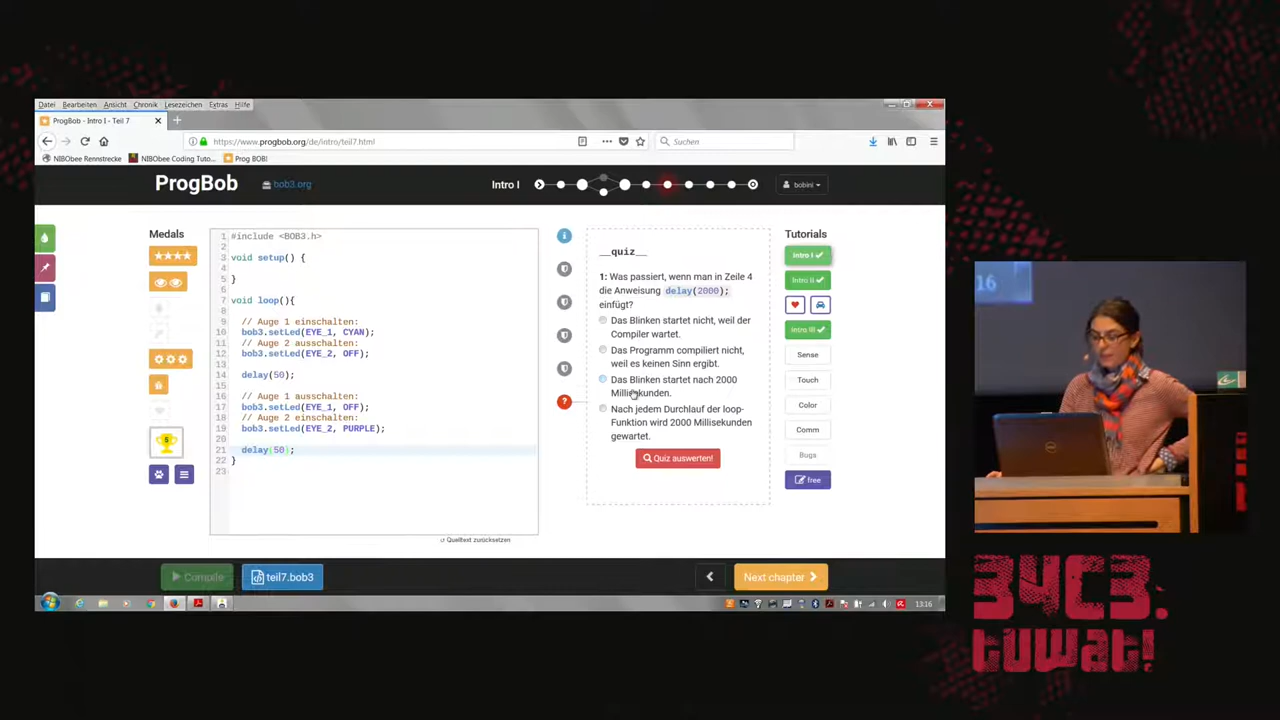 Datei Bearbeiten Ansicht Chronik Lesezeichen Extras Hilfe
ProgBob - Intro I - Teil 7
https://www.progbob.org/de/intro/teil7.html
Suchen
NIBObee Rennstrecke NIBObee Coding Tuto... Prog BOB!
ProgBob
bob3.org
Intro I
bobini
Medals
1 #include <BOB3.h>
2
3 void setup() {
4
5 }
6
7 void loop(){
8
9 // Auge 1 einschalten:
10 bob3.setLed(EYE_1, CYAN);
11 // Auge 2 ausschalten:
12 bob3.setLed(EYE_2, OFF);
13
14 delay(50);
15
16 // Auge 1 ausschalten:
17 bob3.setLed(EYE_1, OFF);
18 // Auge 2 einschalten:
19 bob3.setLed(EYE_2, PURPLE);
20
21 delay(50);
22 }
23
Quelltext zurücksetzen
__quiz__
1: Was passiert, wenn man in Zeile 4
die Anweisung delay(2000);
einfügt?
Das Blinken startet nicht, weil der
Compiler wartet.
Das Programm compiliert nicht,
weil es keinen Sinn ergibt.
Das Blinken startet nach 2000
Millisekunden.
Nach jedem Durchlauf der loop-
Funktion wird 2000 Millisekunden
gewartet.
Quiz auswerten!
Tutorials
Intro I
Intro II
Intro III
Sense
Touch
Color
Comm
Bugs
free
Compile
teil7.bob3
Next chapter
13:16
34C3.
tuwat!